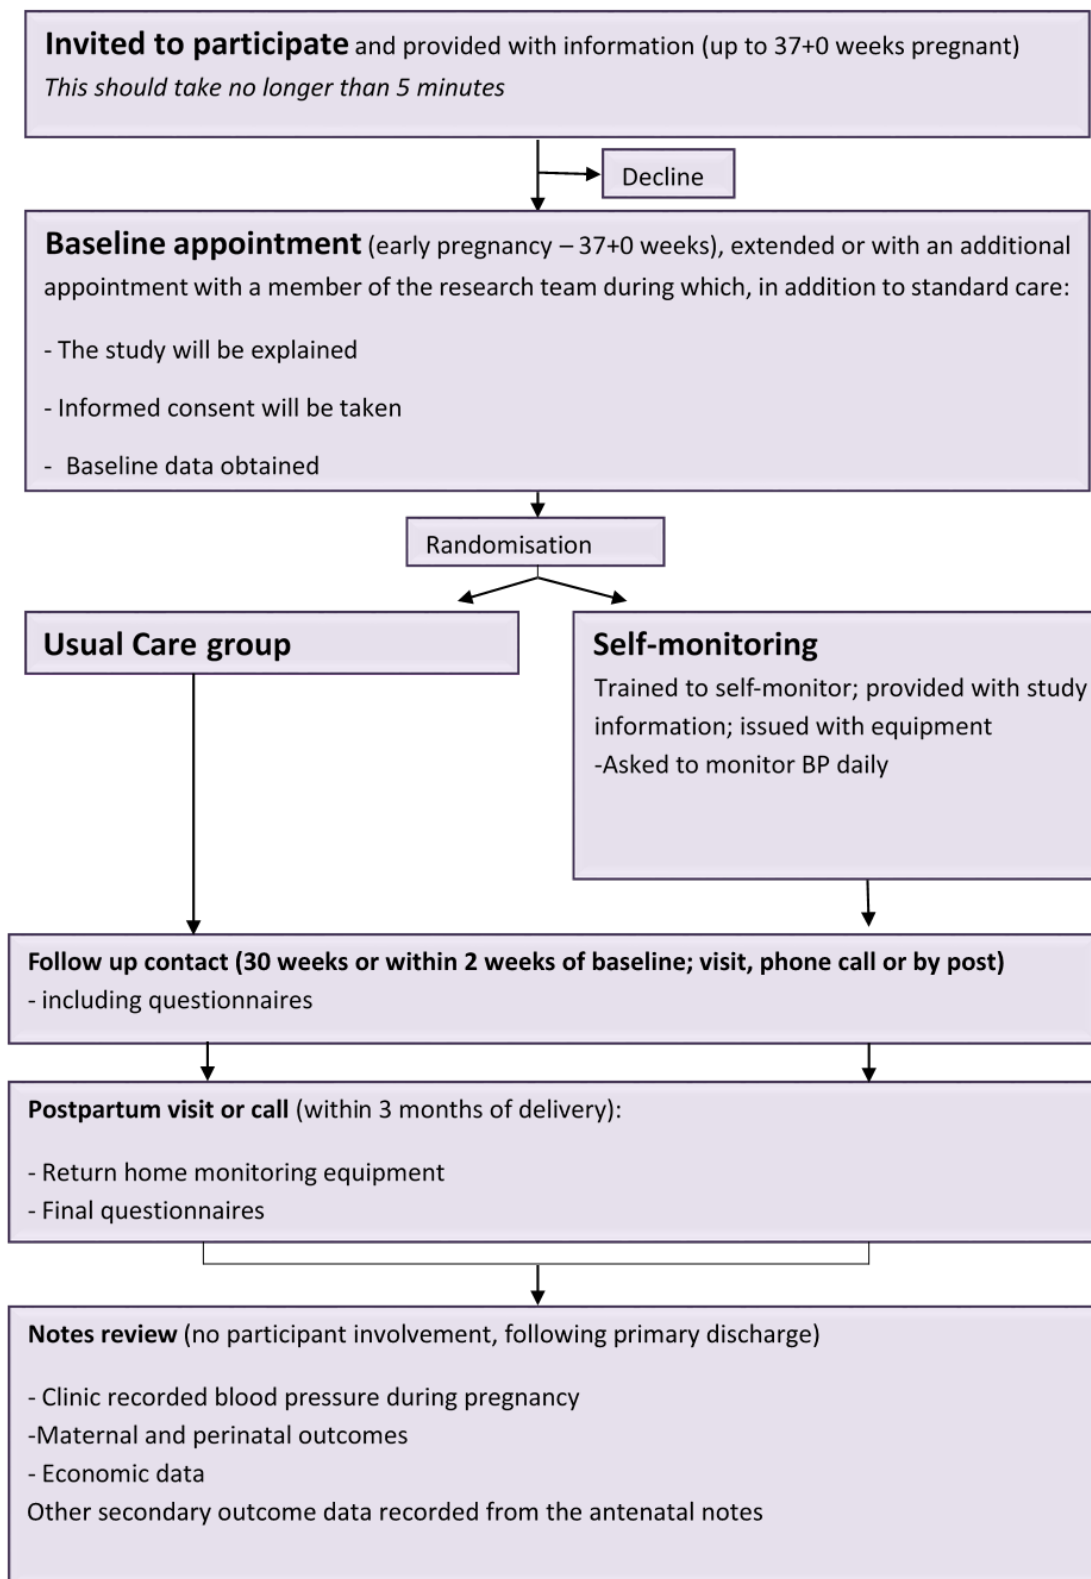 Invited to participate and provided with information (up to 37+0 weeks pregnant)
This should take no longer than 5 minutes
Decline
Baseline appointment (early pregnancy – 37+0 weeks), extended or with an additional
appointment with a member of the research team during which, in addition to standard care:
- The study will be explained
- Informed consent will be taken
- Baseline data obtained
Randomisation
Usual Care group
Self-monitoring
Trained to self-monitor; provided with study
information; issued with equipment
-Asked to monitor BP daily
Follow up contact (30 weeks or within 2 weeks of baseline; visit, phone call or by post)
- including questionnaires
Postpartum visit or call (within 3 months of delivery):
- Return home monitoring equipment
- Final questionnaires
Notes review (no participant involvement, following primary discharge)
- Clinic recorded blood pressure during pregnancy
-Maternal and perinatal outcomes
- Economic data
Other secondary outcome data recorded from the antenatal notes